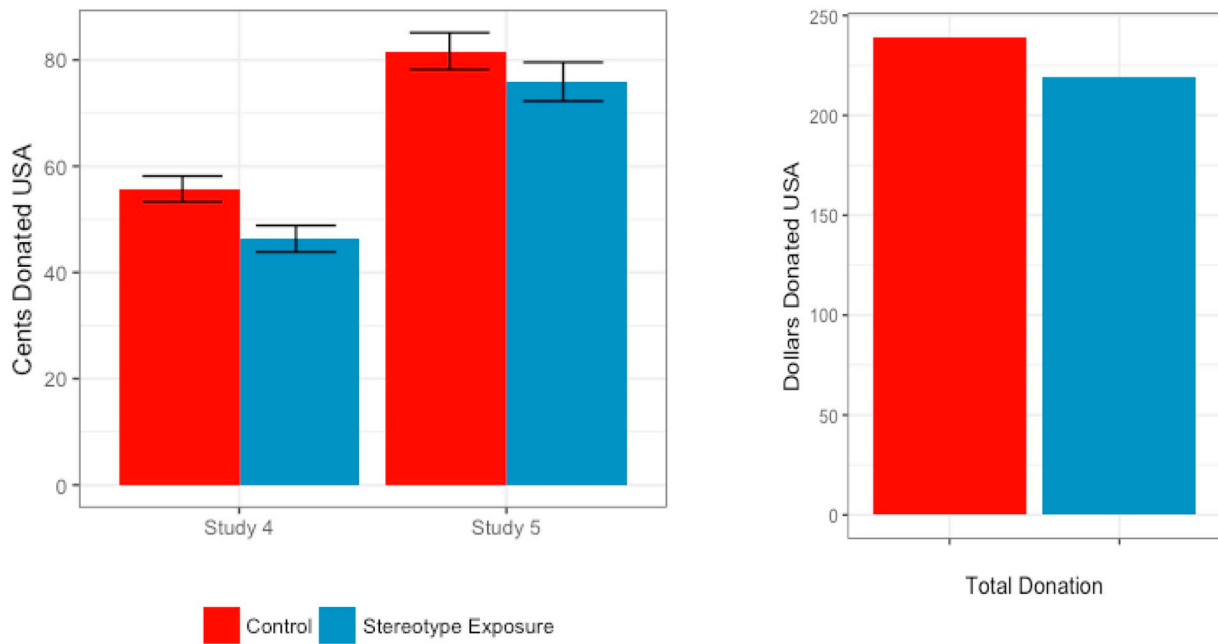 Cents Donated USA
80
60
40
20
0
Study 4
Study 5
Control
Stereotype Exposure
Dollars Donated USA
250
200
150
100
50
0
Total Donation